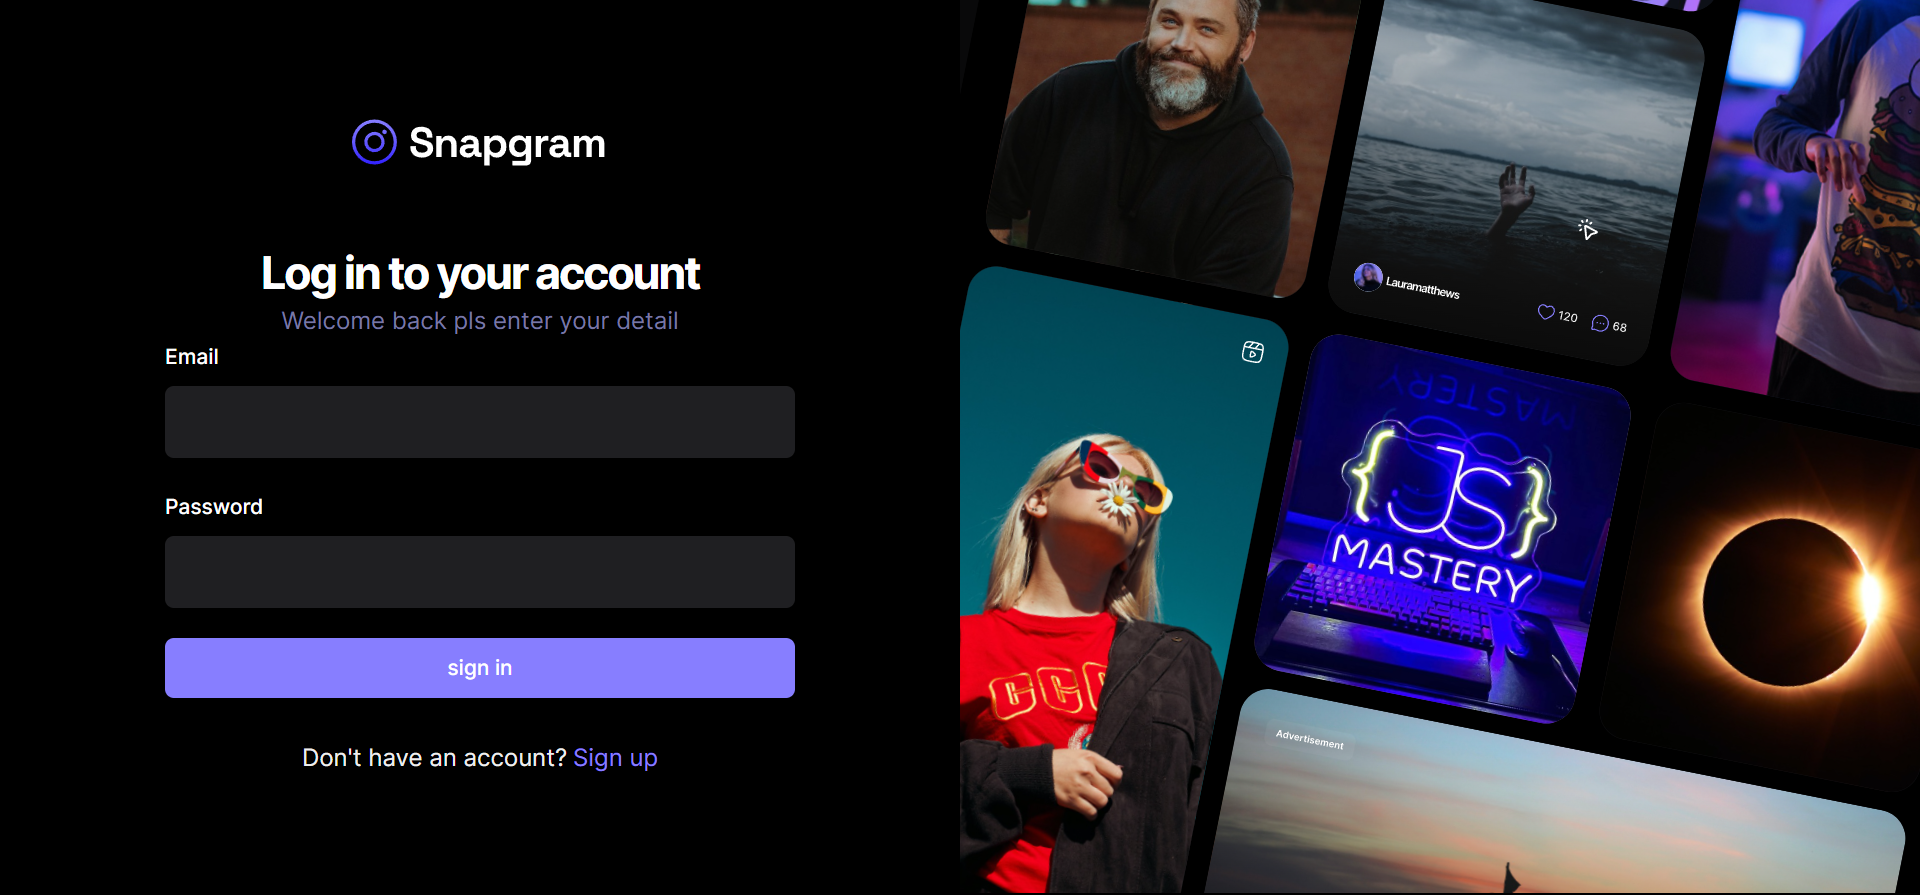 Snapgram
Log in to your account
Welcome back pls enter your detail
Email
Password
sign in
Don't have an account? Sign up
Lauramatthews
120
68
{JS}
MASTERY
Advertisement